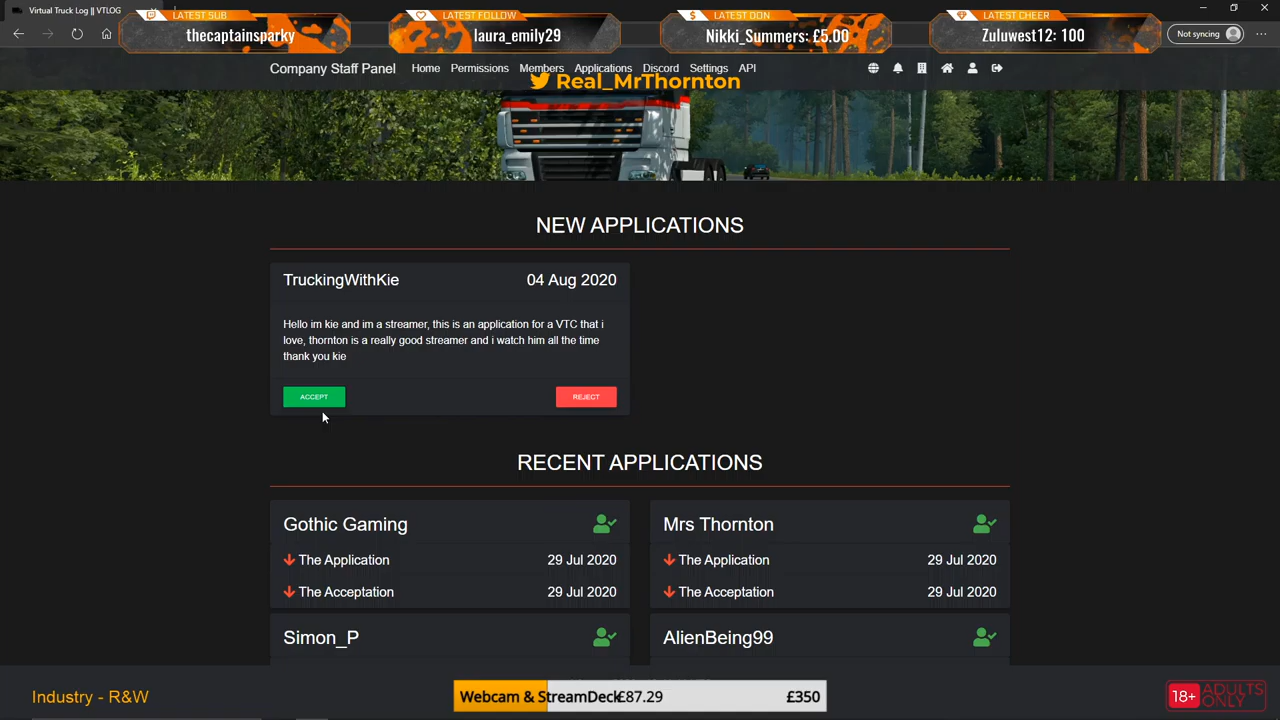 Virtual Truck Log || VTLOG
LATEST SUB
thecaptainsparky
LATEST FOLLOW
laura_emily29
LATEST DON
Nikki_Summers: £5.00
LATEST CHEER
Zuluwest12: 100
Not syncing
Company Staff Panel Home Permissions Members Applications Discord Settings API
Real_MrThornton
NEW APPLICATIONS
TruckingWithKie 04 Aug 2020
Hello im kie and im a streamer, this is an application for a VTC that i
love, thornton is a really good streamer and i watch him all the time
thank you kie
ACCEPT REJECT
RECENT APPLICATIONS
Gothic Gaming
The Application 29 Jul 2020
The Acceptation 29 Jul 2020
Mrs Thornton
The Application 29 Jul 2020
The Acceptation 29 Jul 2020
Simon_P
AlienBeing99
Industry - R&W
Webcam & StreamDeck £87.29 £350
18+ ADULTS
ONLY